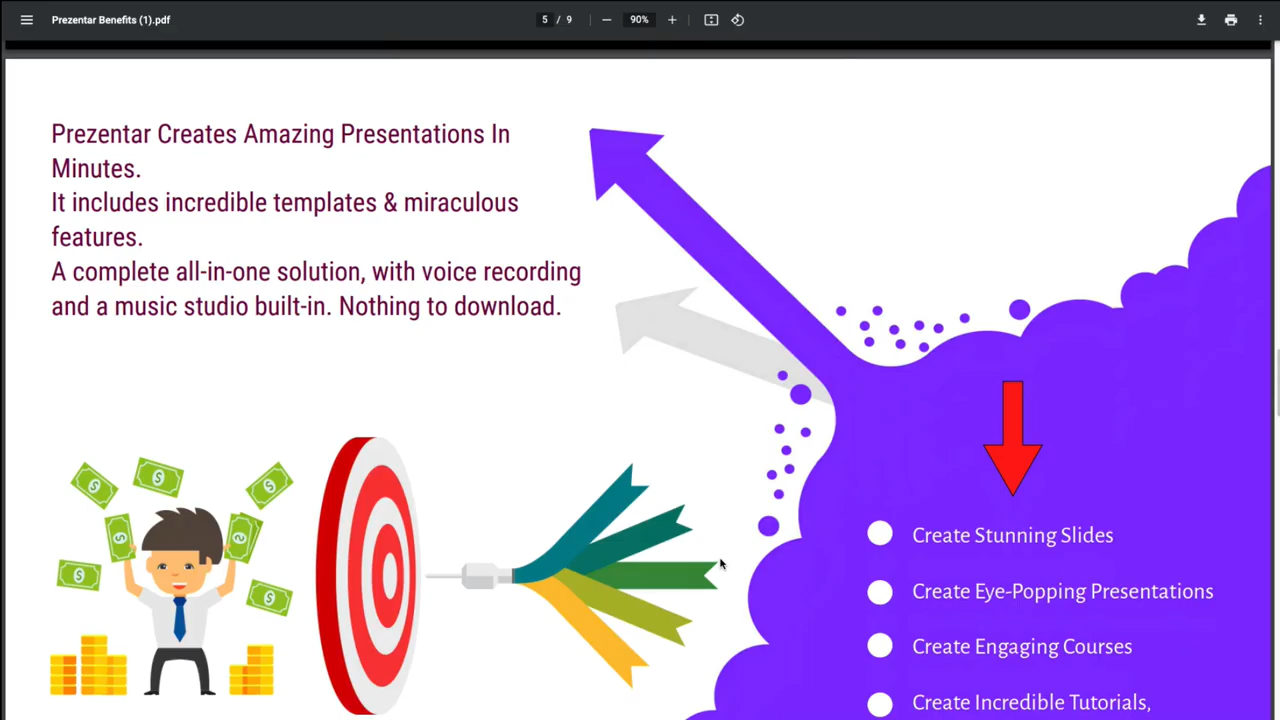 Prezentar Benefits (1).pdf
5 / 9
90%
Prezentar Creates Amazing Presentations In
Minutes.
It includes incredible templates & miraculous
features.
A complete all-in-one solution, with voice recording
and a music studio built-in. Nothing to download.
Create Stunning Slides
Create Eye-Popping Presentations
Create Engaging Courses
Create Incredible Tutorials,